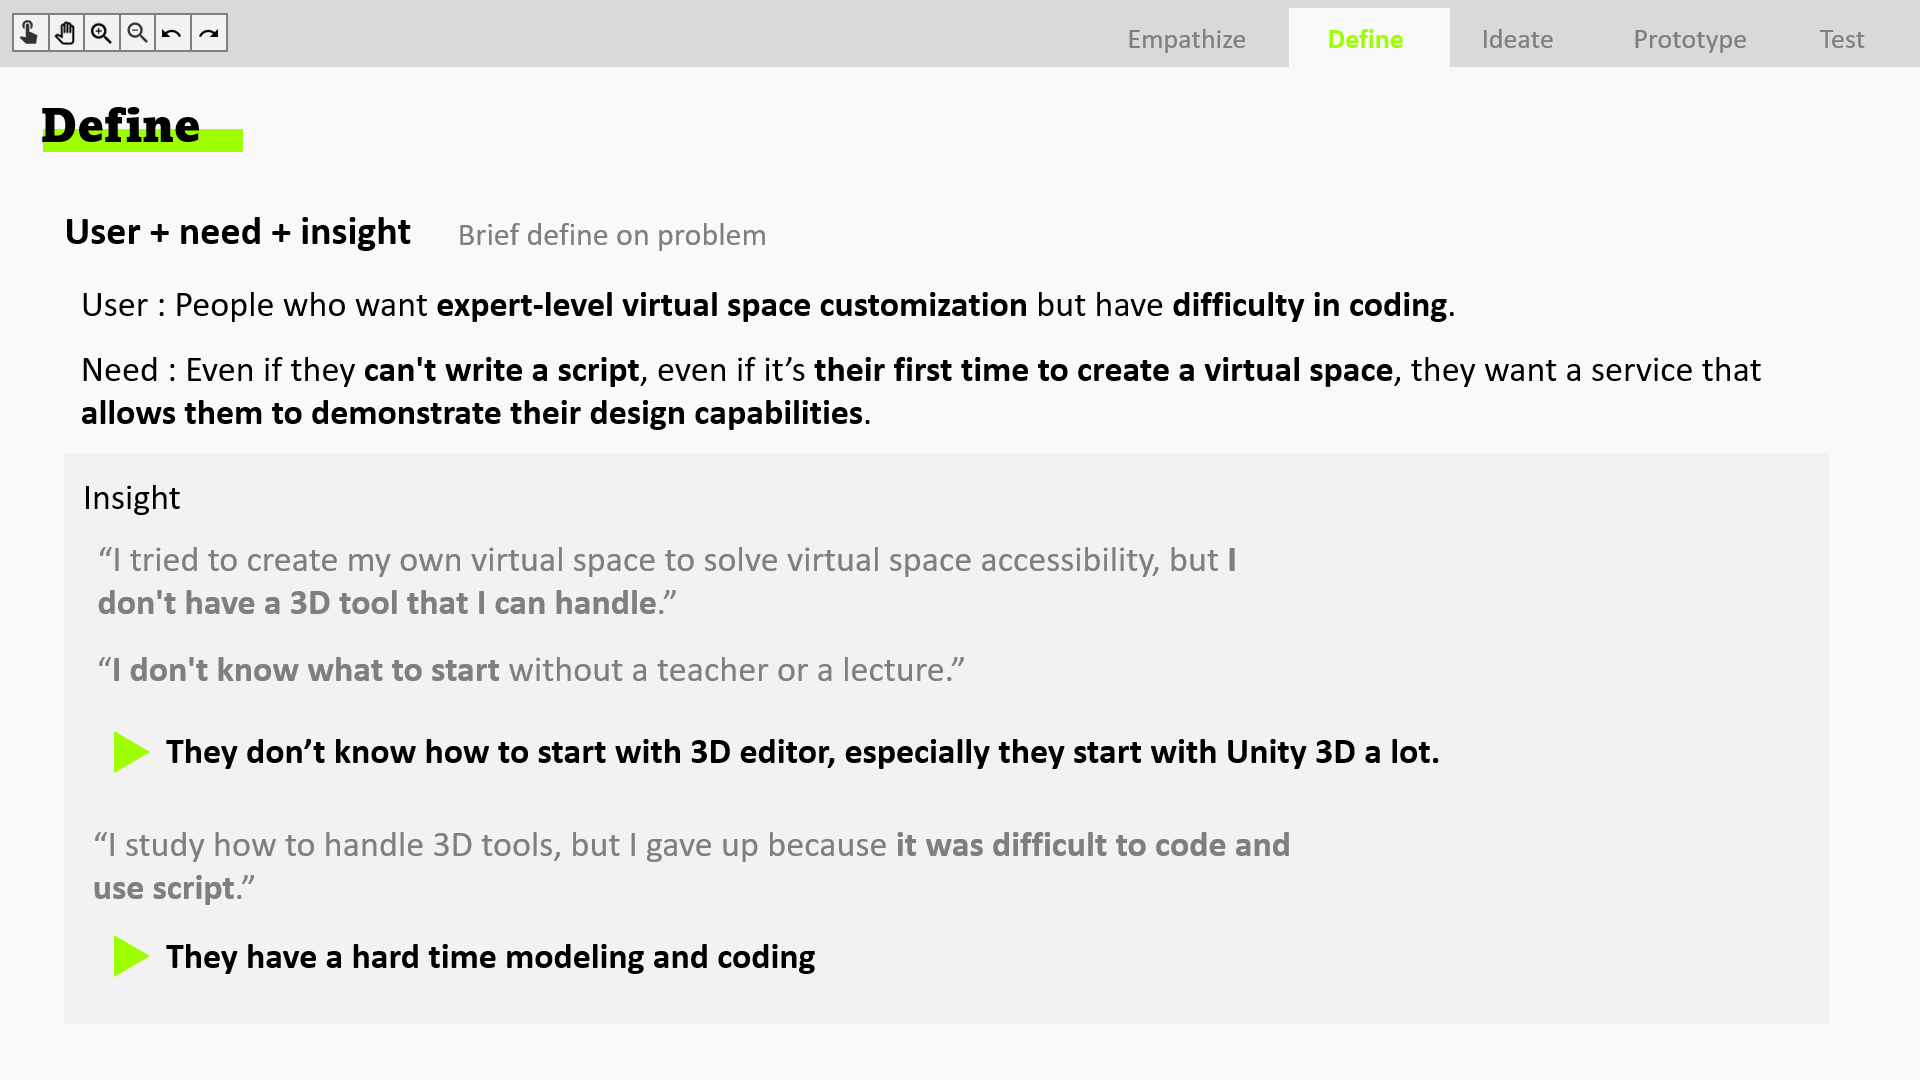 Empathize
Define
Ideate
Prototype
Test
Define
User + need + insight
Brief define on problem
User : People who want expert-level virtual space customization but have difficulty in coding.
Need : Even if they can't write a script, even if it’s their first time to create a virtual space, they want a service that
allows them to demonstrate their design capabilities.
Insight
“I tried to create my own virtual space to solve virtual space accessibility, but I
don't have a 3D tool that I can handle.”
“I don't know what to start without a teacher or a lecture.”
They don’t know how to start with 3D editor, especially they start with Unity 3D a lot.
“I study how to handle 3D tools, but I gave up because it was difficult to code and
use script.”
They have a hard time modeling and coding